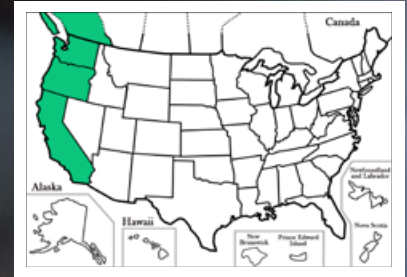 Canada
Newfoundland
and Labrador
Alaska
Hawaii
New
Brunswick
Prince Edward
Island
Nova Scotia